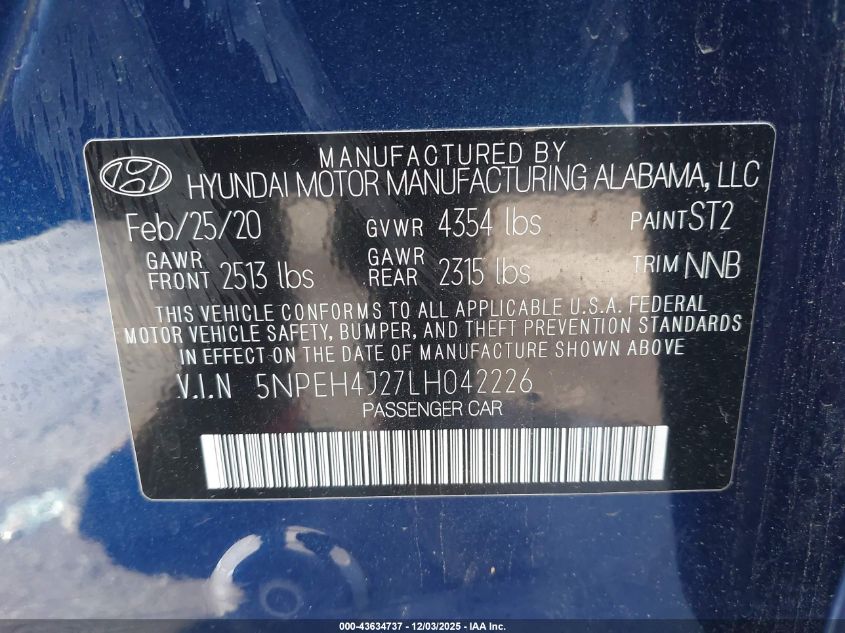 MANUFACTURED BY
HYUNDAI MOTOR MANUFACTURING ALABAMA, LLC
Feb/25/20 GVWR 4354 lbs PAINT ST2
GAWR FRONT 2513 lbs GAWR REAR 2315 lbs TRIM NNB
THIS VEHICLE CONFORMS TO ALL APPLICABLE U.S.A. FEDERAL
MOTOR VEHICLE SAFETY, BUMPER, AND THEFT PREVENTION STANDARDS
IN EFFECT ON THE DATE OF MANUFACTURE SHOWN ABOVE
V.I.N 5NPEH4J27LH042226
PASSENGER CAR
000-43634737 - 12/03/2025 - IAA Inc.